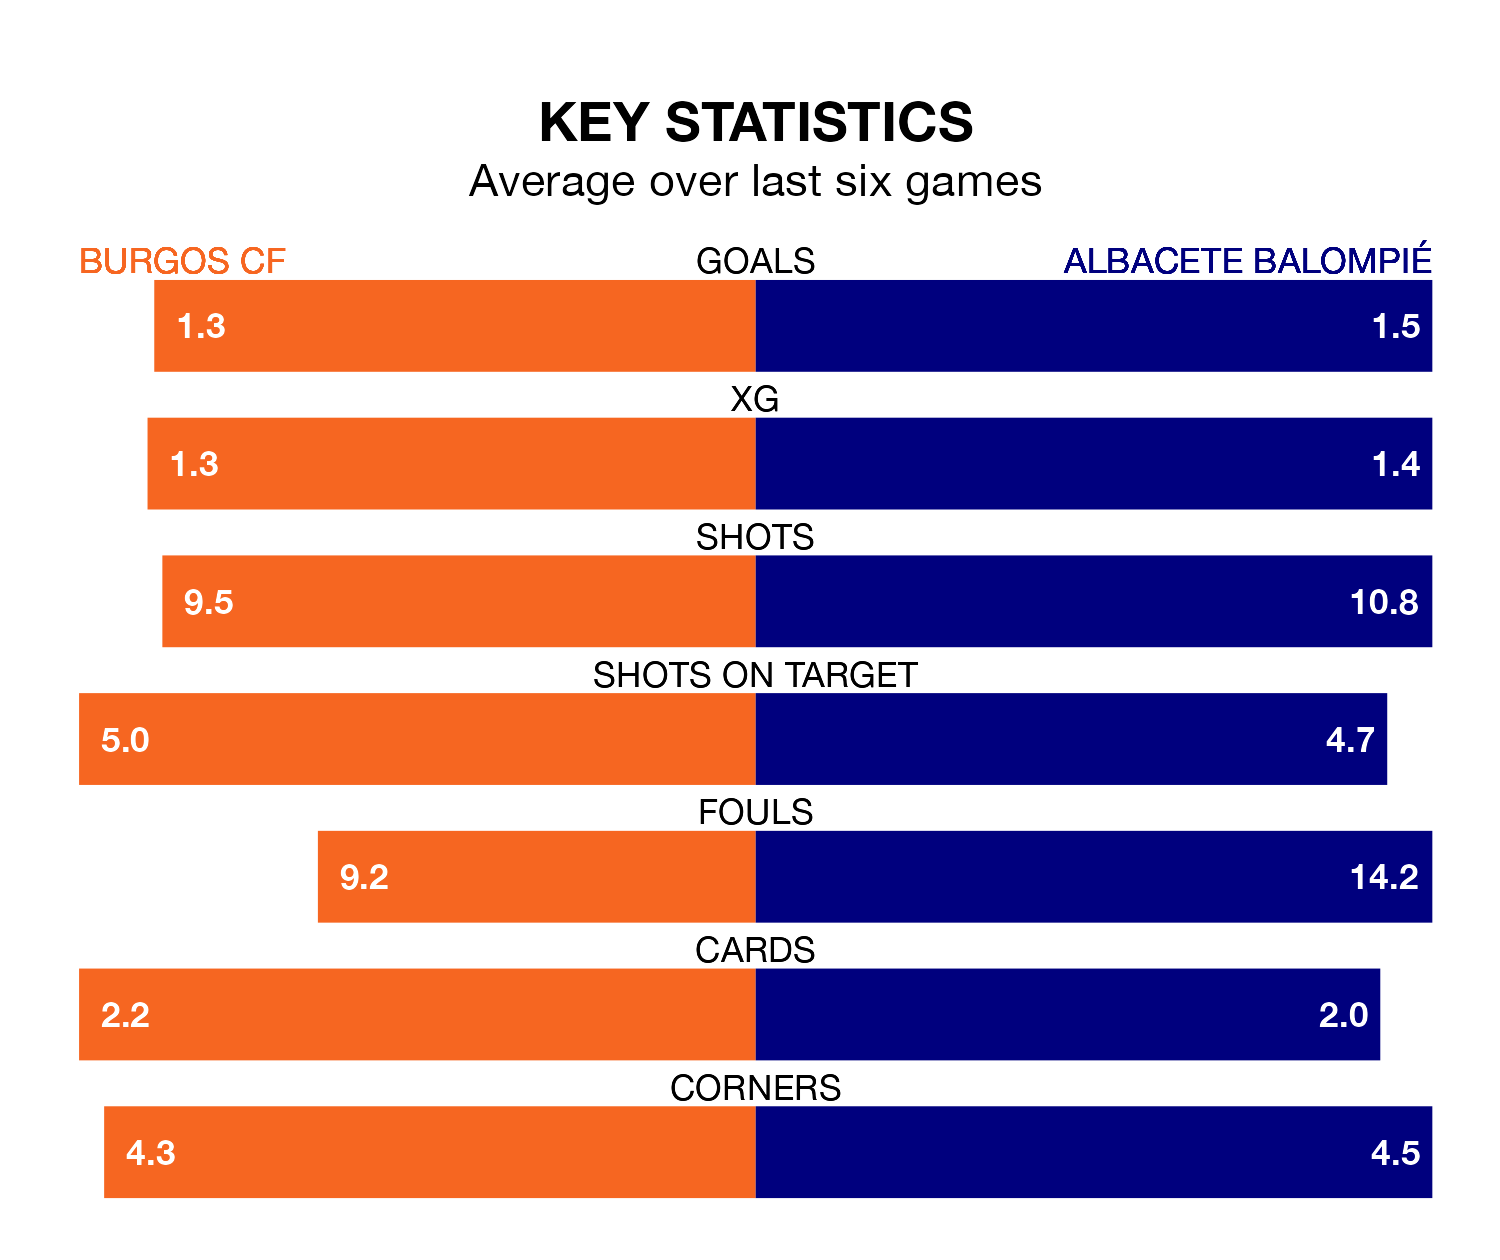 KEY STATISTICS
Average over last six games
BURGOS CF GOALS ALBACETE BALOMPIÉ
1.3 1.5
XG
1.3 1.4
SHOTS
9.5 10.8
SHOTS ON TARGET
5.0 4.7
FOULS
9.2 14.2
CARDS
2.2 2.0
CORNERS
4.3 4.5